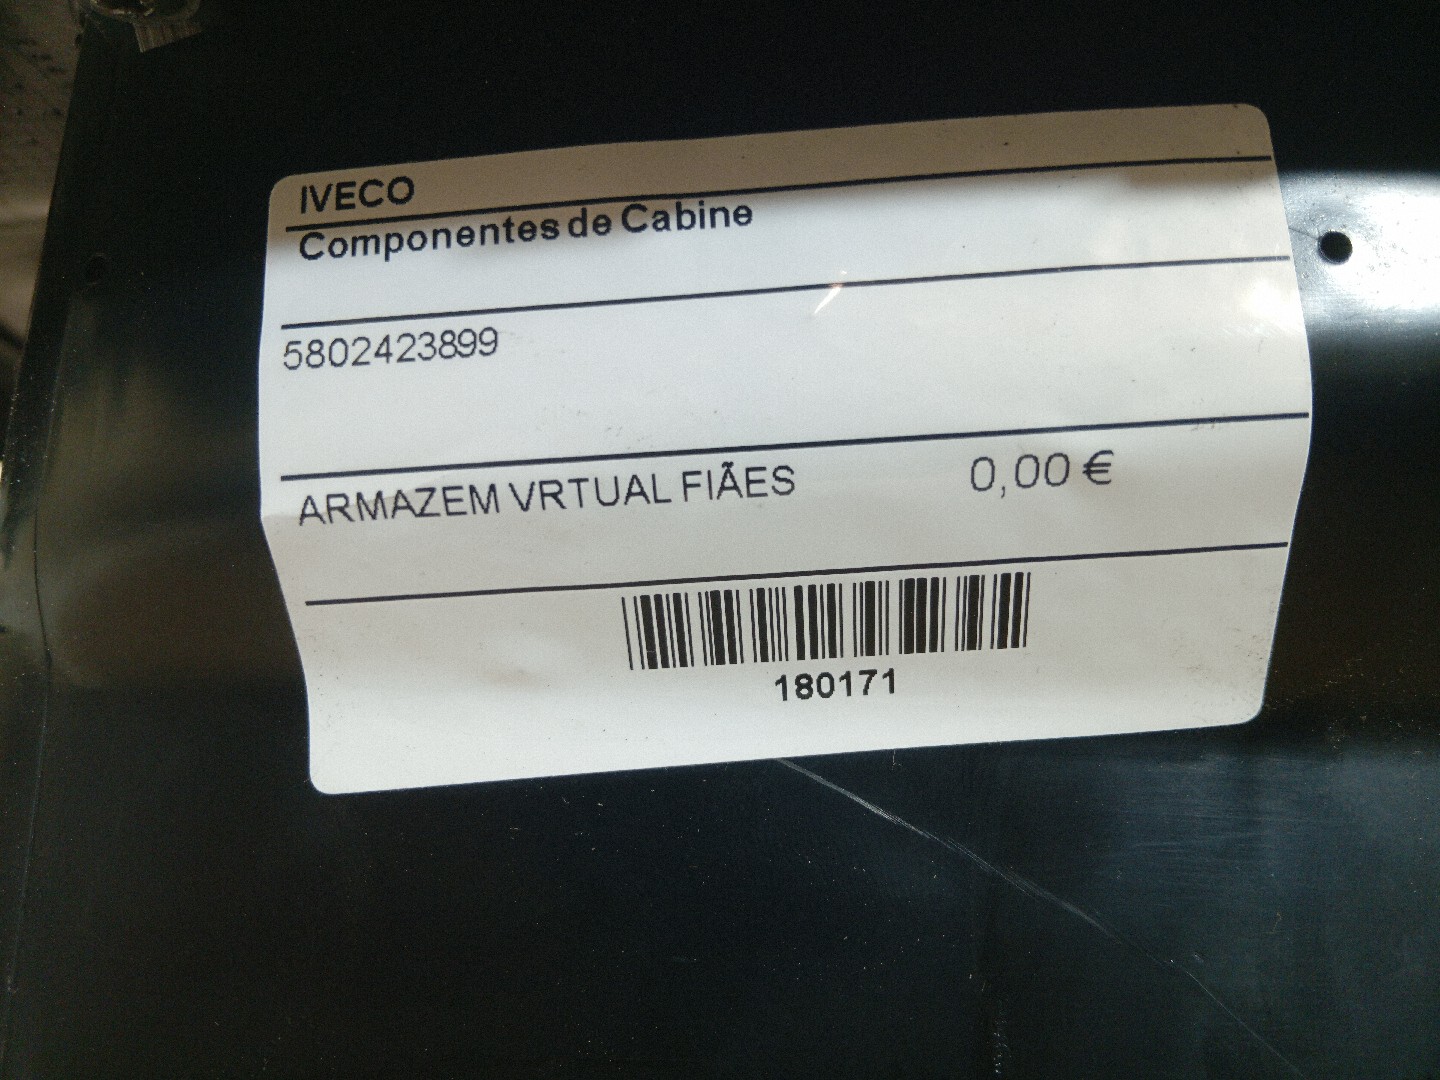 IVECO
Componentes de Cabine
5802423899
ARMAZEM VRTUAL FIÃES 0,00 €
180171